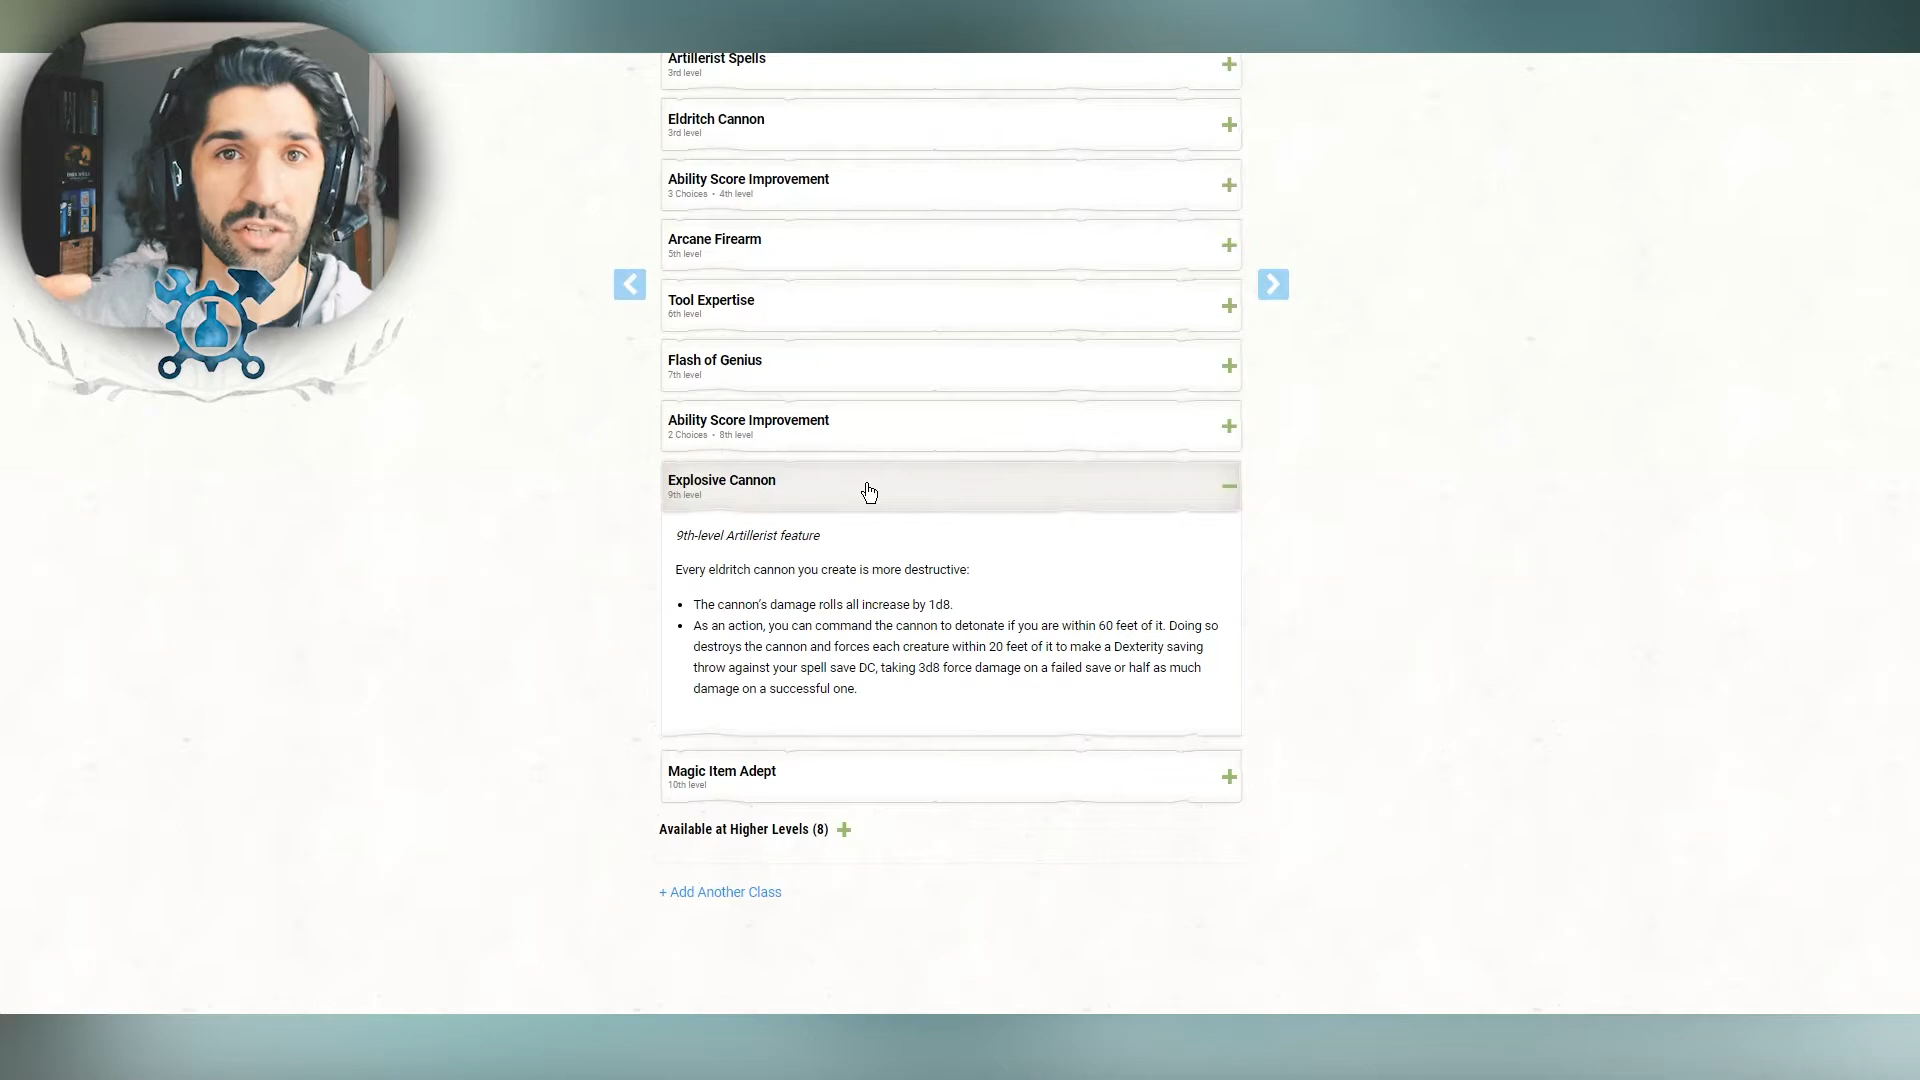 Artillerist Spells
3rd level
Eldritch Cannon
3rd level
Ability Score Improvement
3 Choices • 4th level
Arcane Firearm
5th level
Tool Expertise
6th level
Flash of Genius
7th level
Ability Score Improvement
2 Choices • 8th level
Explosive Cannon
9th level
9th-level Artillerist feature
Every eldritch cannon you create is more destructive:
• The cannon's damage rolls all increase by 1d8.
• As an action, you can command the cannon to detonate if you are within 60 feet of it. Doing so
destroys the cannon and forces each creature within 20 feet of it to make a Dexterity saving
throw against your spell save DC, taking 3d8 force damage on a failed save or half as much
damage on a successful one.
Magic Item Adept
10th level
Available at Higher Levels (8)
+ Add Another Class